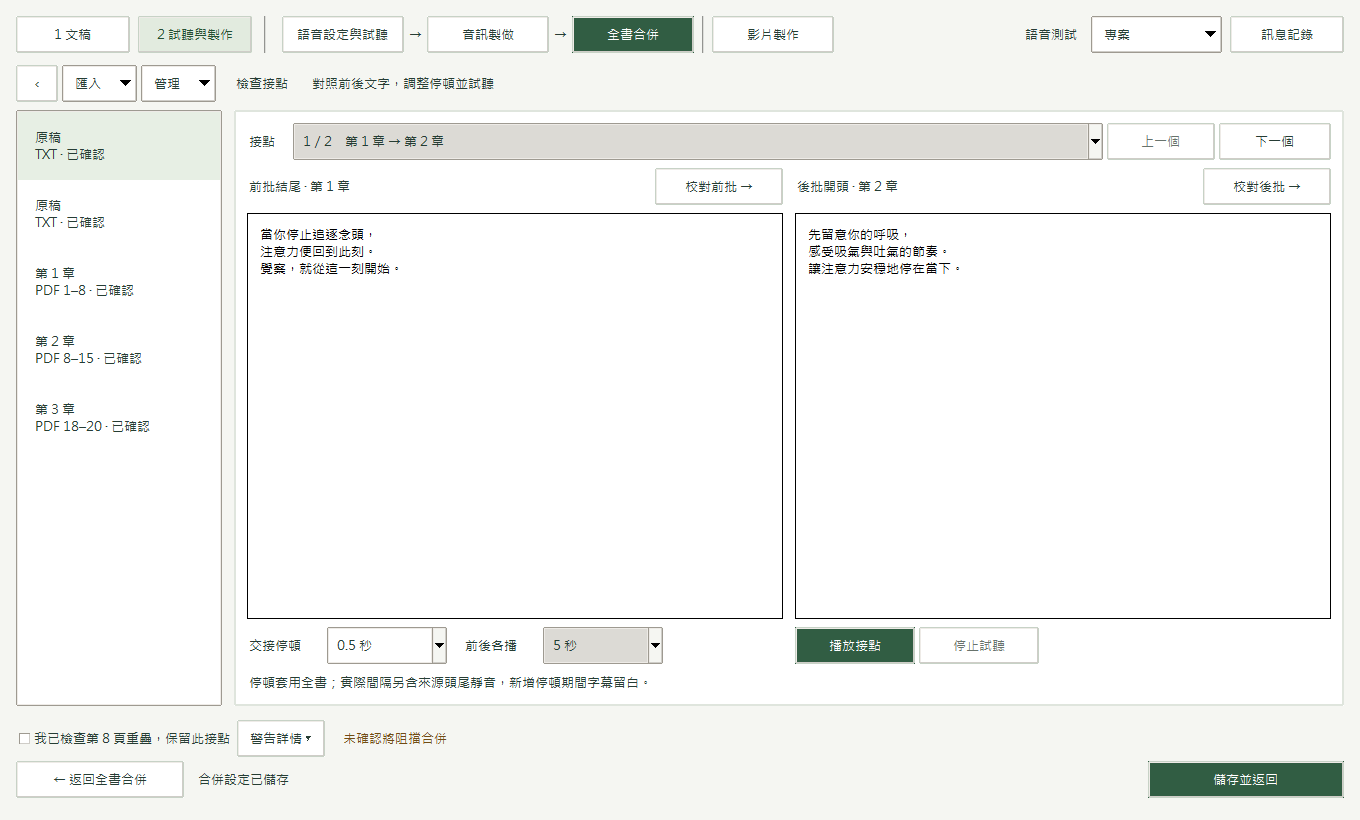 1 文稿
2 試聽與製作
語音設定與試聽
→
音訊製做
→
全書合併
影片製作
語音測試
專案
訊息記錄
‹
匯入
管理
檢查接點
對照前後文字，調整停頓並試聽
原稿
TXT · 已確認
原稿
TXT · 已確認
第 1 章
PDF 1–8 · 已確認
第 2 章
PDF 8–15 · 已確認
第 3 章
PDF 18–20 · 已確認
接點
1 / 2 第 1 章 → 第 2 章
上一個
下一個
前批結尾 · 第 1 章
校對前批 →
後批開頭 · 第 2 章
校對後批 →
當你停止追逐念頭，
注意力便回到此刻。
覺察，就從這一刻開始。
先留意你的呼吸，
感受吸氣與吐氣的節奏。
讓注意力安穩地停在當下。
交接停頓
0.5 秒
前後各播
5 秒
播放接點
停止試聽
停頓套用全書；實際間隔另含來源頭尾靜音，新增停頓期間字幕留白。
我已檢查第 8 頁重疊，保留此接點
警告詳情 ▾
未確認將阻擋合併
← 返回全書合併
合併設定已儲存
儲存並返回